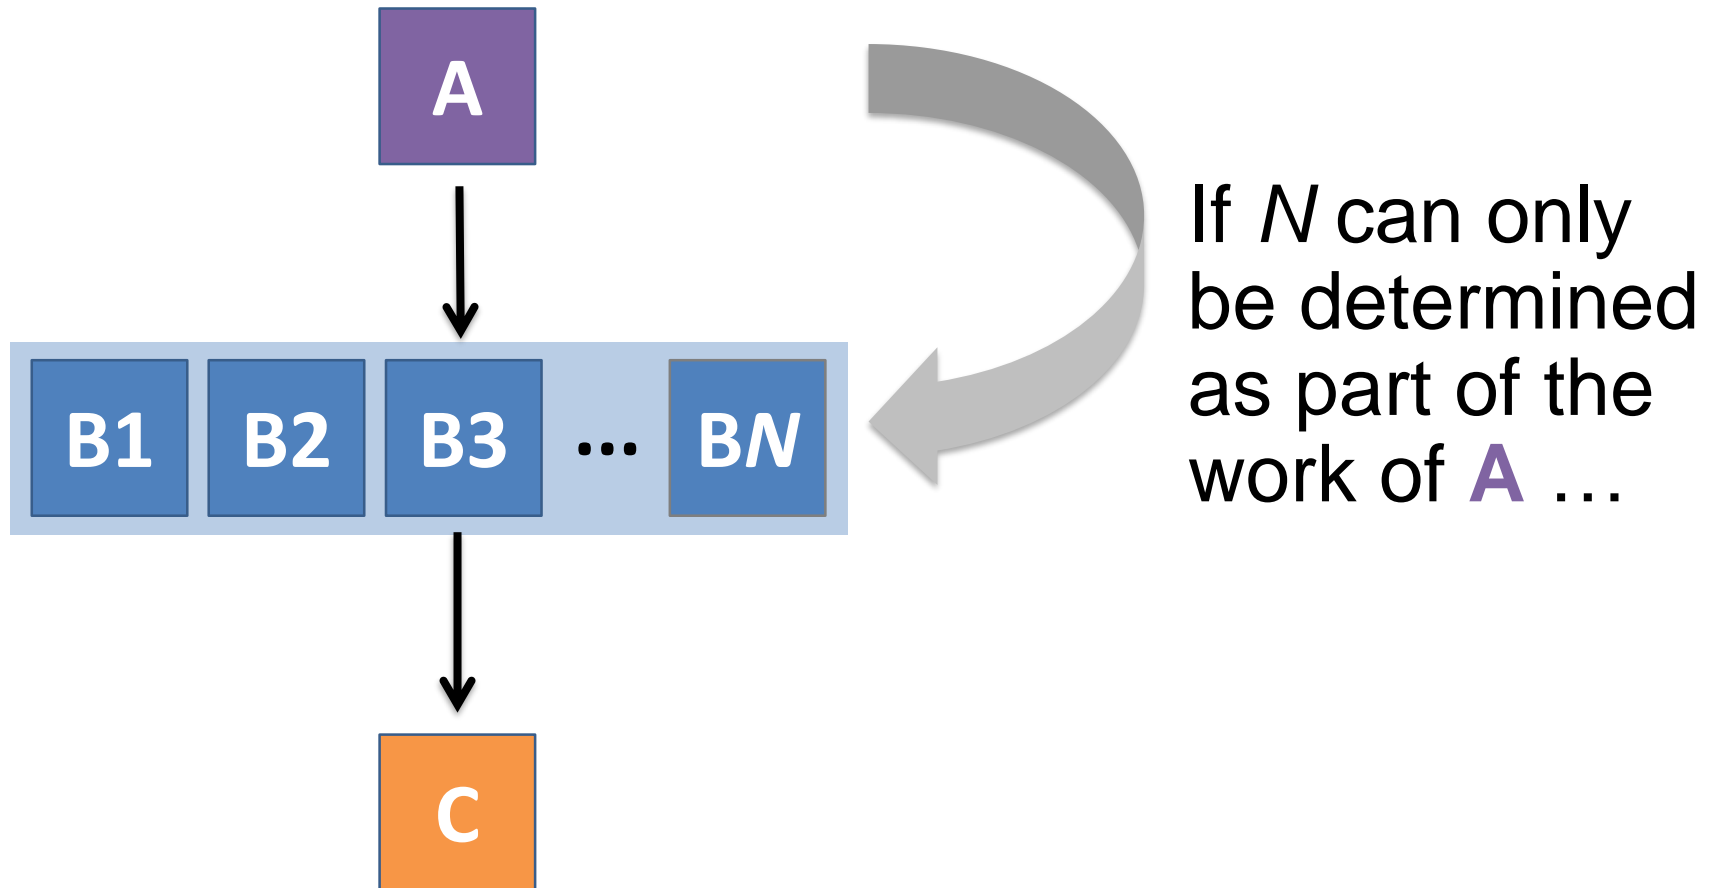 A
If N can only
be determined
as part of the
work of A …
B1 B2 B3 ... BN
C